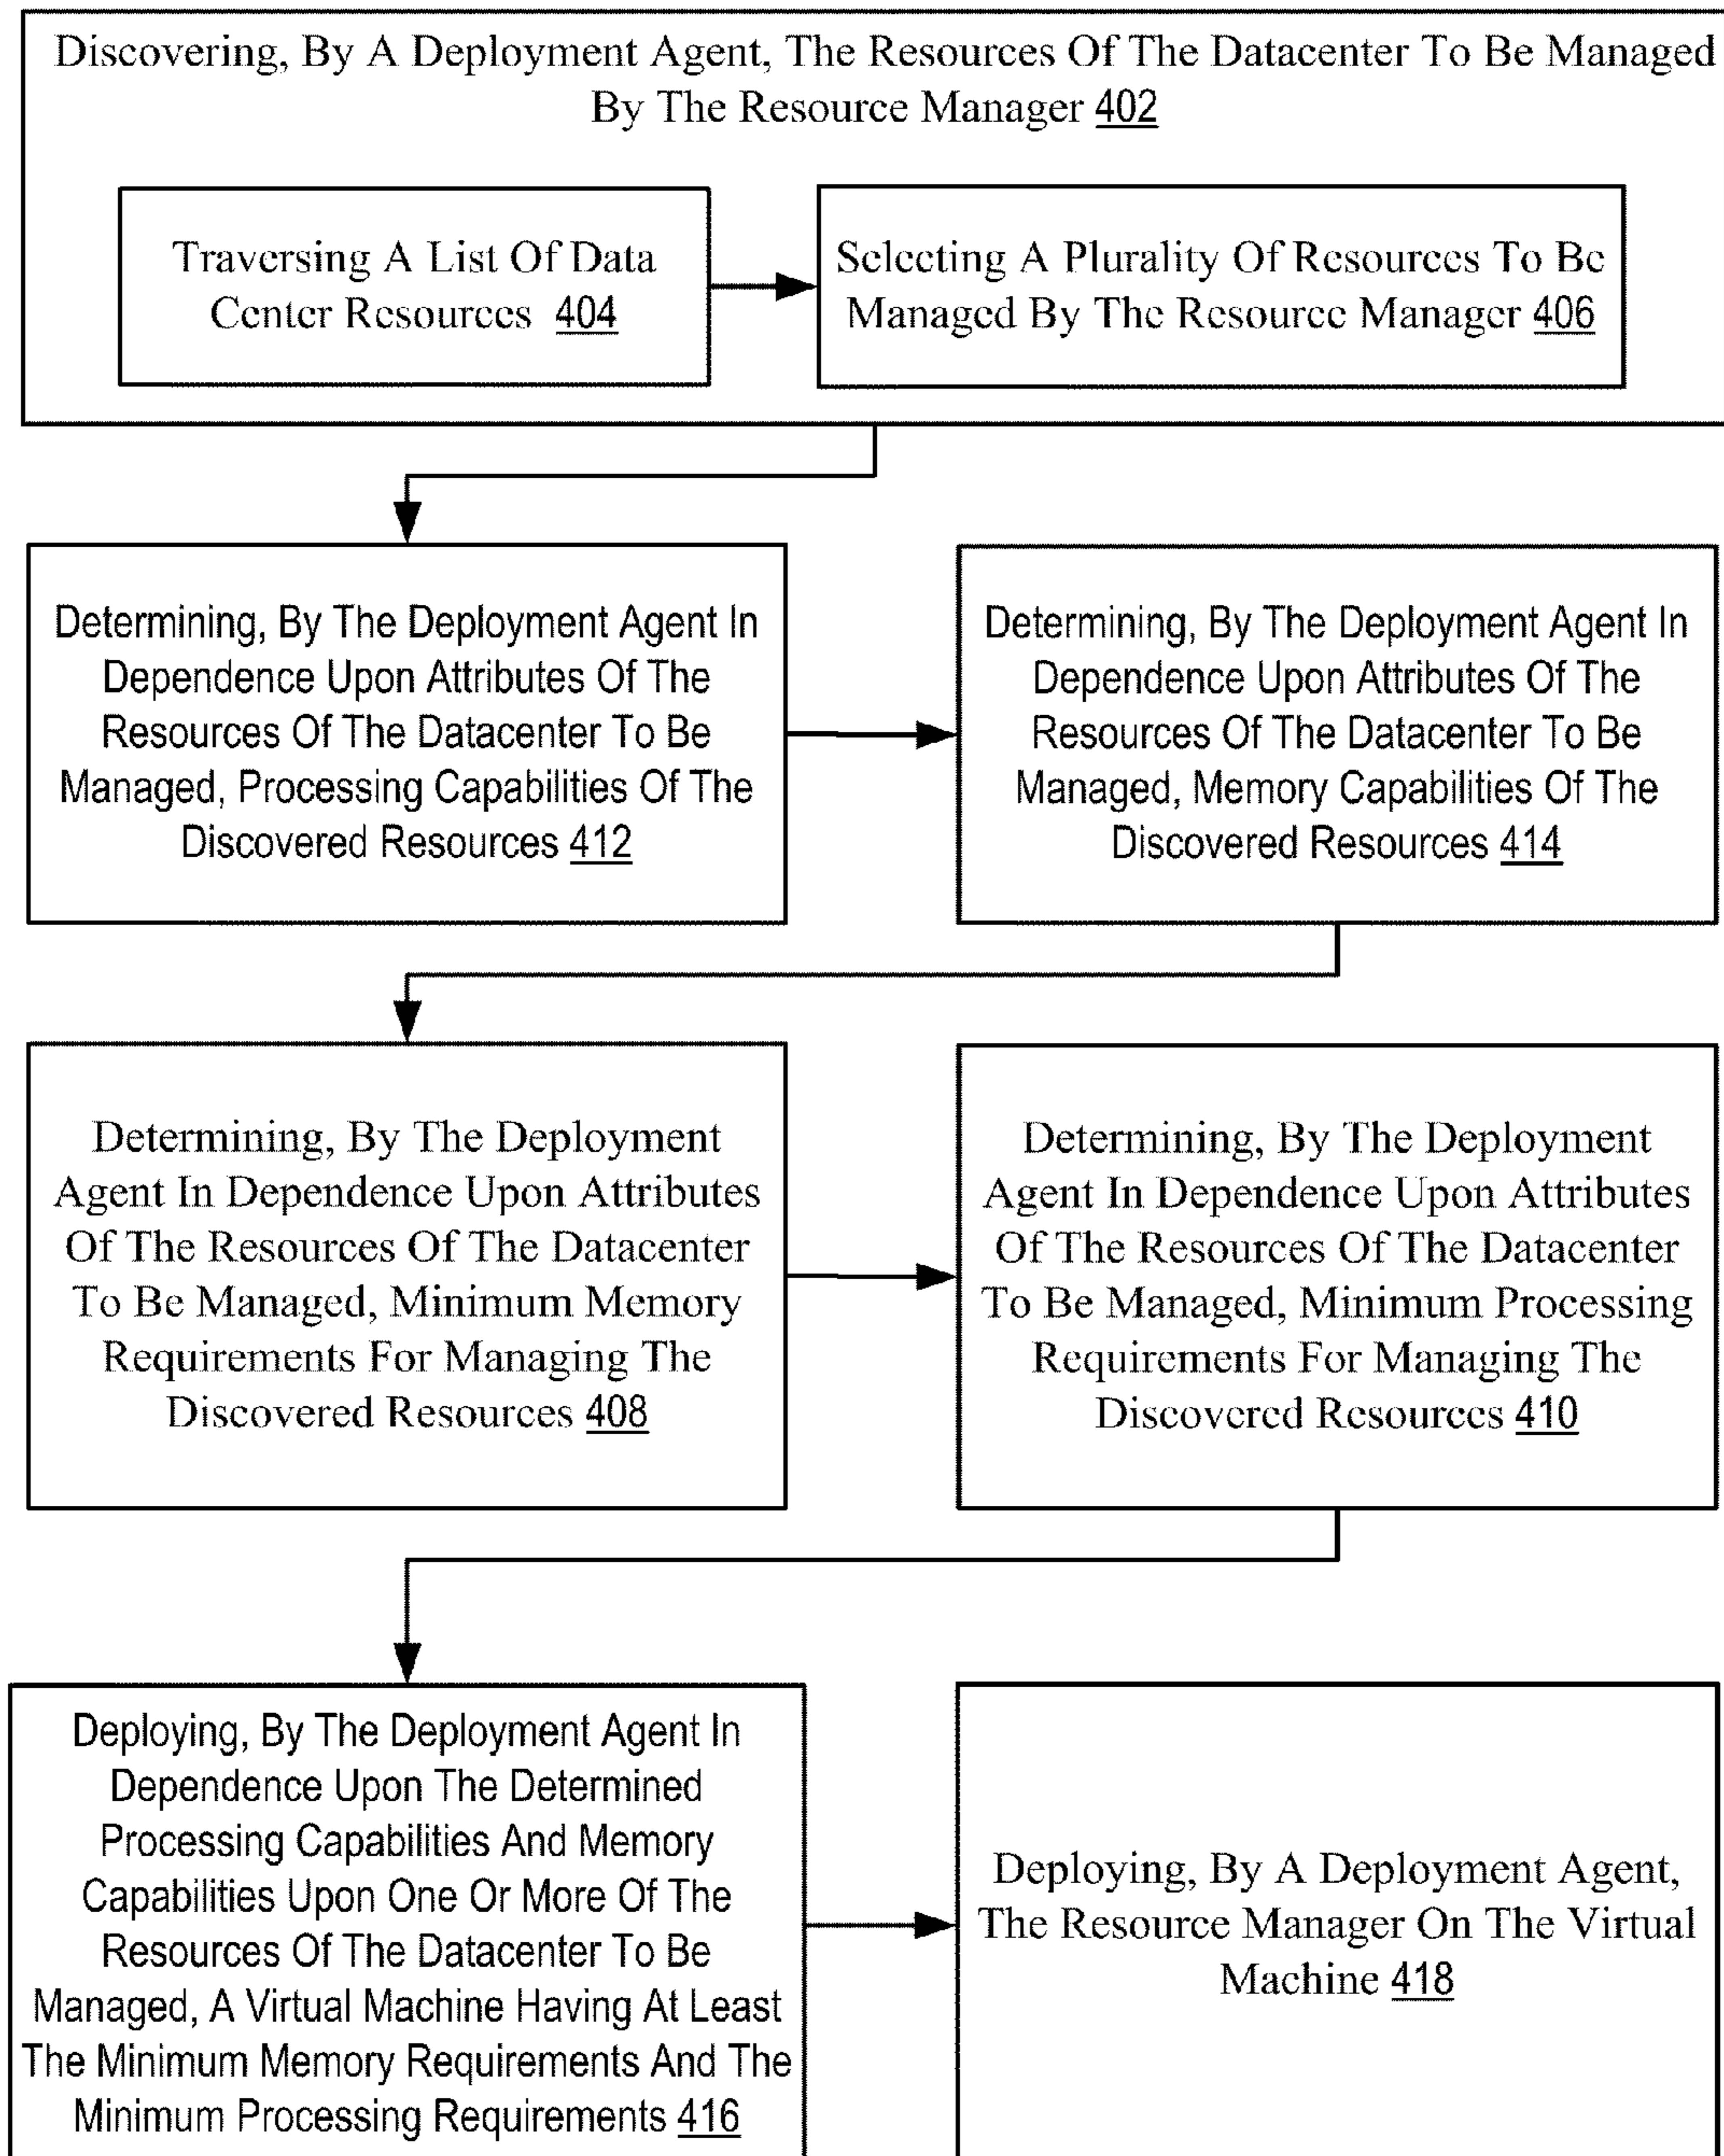 Discovering, By A Deployment Agent, The Resources Of The Datacenter To Be Managed
By The Resource Manager 402
Traversing A List Of Data
Center Resources 404
Selecting A Plurality Of Resources To Be
Managed By The Resource Manager 406
Determining, By The Deployment Agent In
Dependence Upon Attributes Of The
Resources Of The Datacenter To Be
Managed, Processing Capabilities Of The
Discovered Resources 412
Determining, By The Deployment Agent In
Dependence Upon Attributes Of The
Resources Of The Datacenter To Be
Managed, Memory Capabilities Of The
Discovered Resources 414
Determining, By The Deployment
Agent In Dependence Upon Attributes
Of The Resources Of The Datacenter
To Be Managed, Minimum Memory
Requirements For Managing The
Discovered Resources 408
Determining, By The Deployment
Agent In Dependence Upon Attributes
Of The Resources Of The Datacenter
To Be Managed, Minimum Processing
Requirements For Managing The
Discovered Resources 410
Deploying, By The Deployment Agent In
Dependence Upon The Determined
Processing Capabilities And Memory
Capabilities Upon One Or More Of The
Resources Of The Datacenter To Be
Managed, A Virtual Machine Having At Least
The Minimum Memory Requirements And The
Minimum Processing Requirements 416
Deploying, By A Deployment Agent,
The Resource Manager On The Virtual
Machine 418